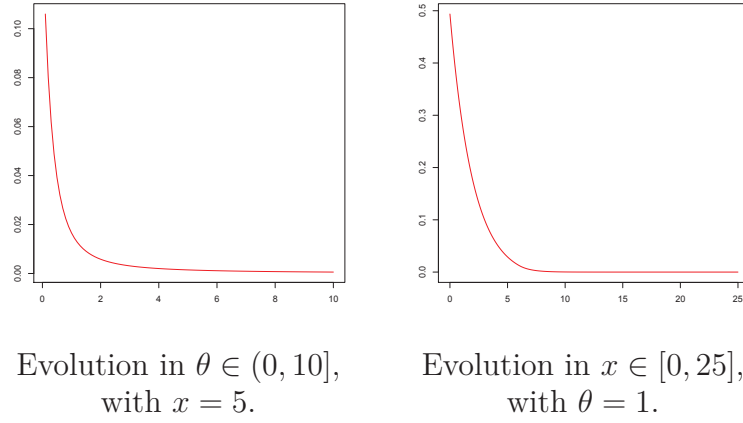 0.10
0.08
0.06
0.04
0.02
0.00
0 2 4 6 8 10
0.5
0.4
0.3
0.2
0.1
0.0
0 5 10 15 20 25
Evolution in θ ∈ (0, 10],
with x = 5.
Evolution in x ∈ [0, 25],
with θ = 1.